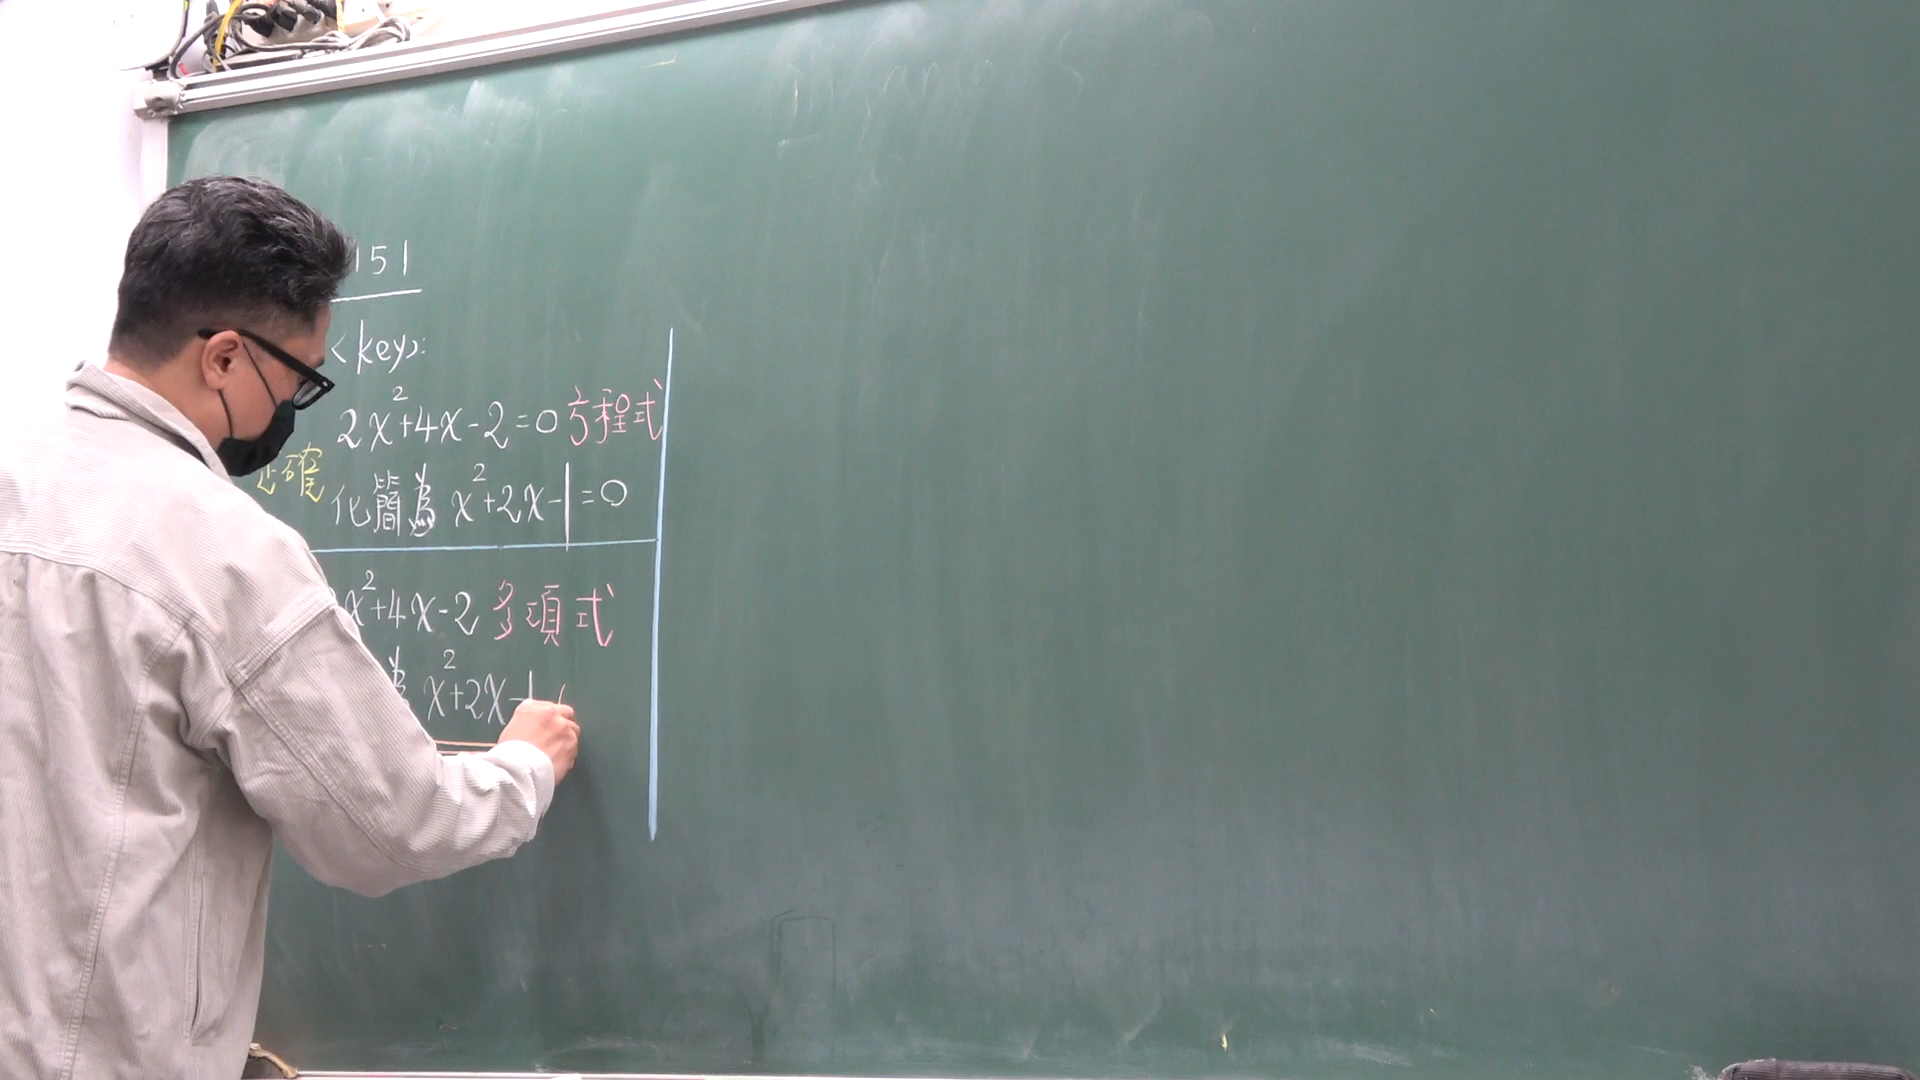 151
<key>:
2x²+4x-2=0 方程式
正確
化簡為 x²+2x-1=0
x²+4x-2 多項式
為 x²+2x-1